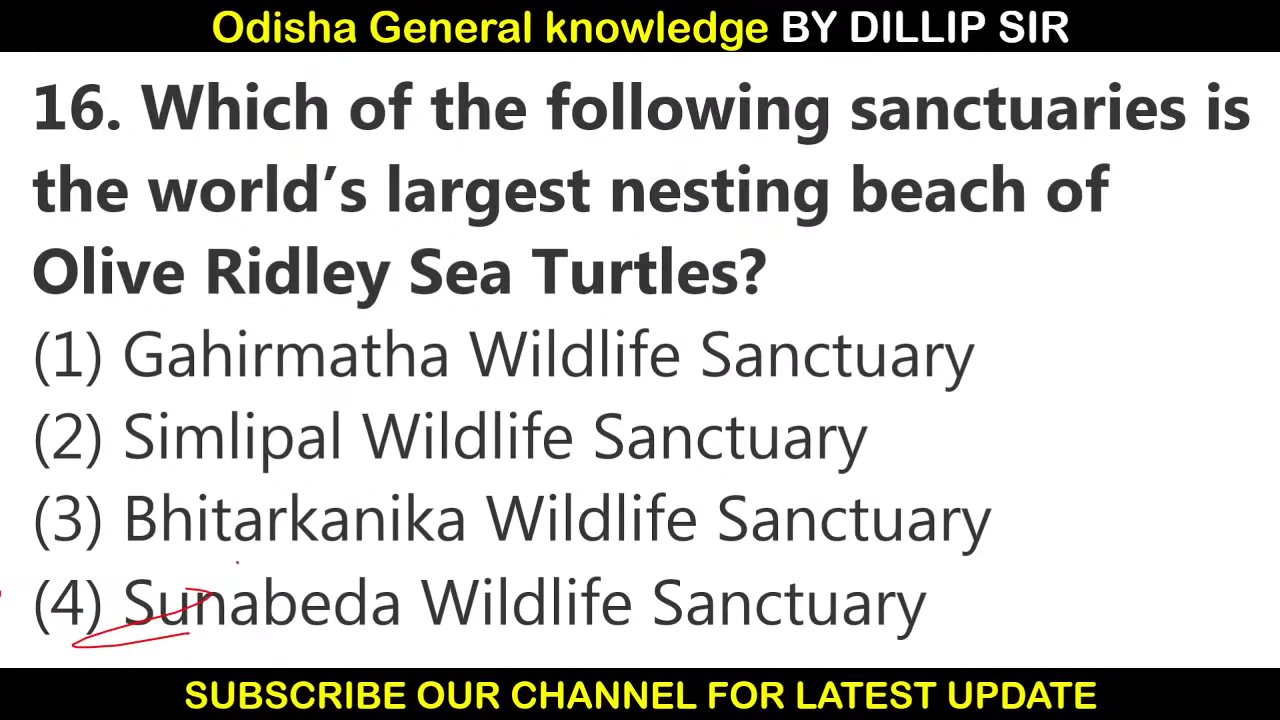 Odisha General knowledge BY DILLIP SIR
16. Which of the following sanctuaries is
the world’s largest nesting beach of
Olive Ridley Sea Turtles?
(1) Gahirmatha Wildlife Sanctuary
(2) Simlipal Wildlife Sanctuary
(3) Bhitarkanika Wildlife Sanctuary
(4) Sunabeda Wildlife Sanctuary
SUBSCRIBE OUR CHANNEL FOR LATEST UPDATE